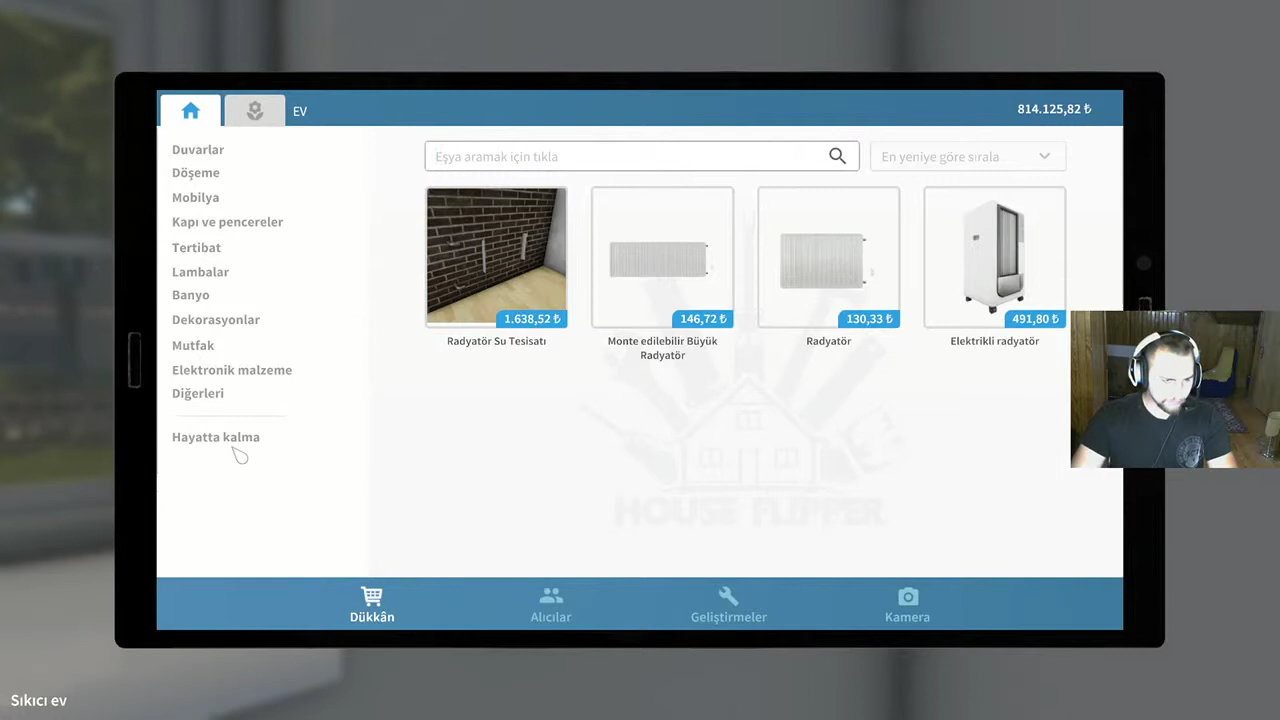 EV
814.125,82 ₺
Duvarlar
Döşeme
Mobilya
Kapı ve pencereler
Tertibat
Lambalar
Banyo
Dekorasyonlar
Mutfak
Elektronik malzeme
Diğerleri
Hayatta kalma
Eşya aramak için tıkla
En yeniye göre sırala
1.638,52 ₺
146,72 ₺
130,33 ₺
491,80 ₺
Radyatör Su Tesisatı
Monte edilebilir Büyük
Radyatör
Radyatör
Elektrikli radyatör
HOUSE FLIPPER
Dükkân
Alıcılar
Geliştirmeler
Kamera
Sıkıcı ev